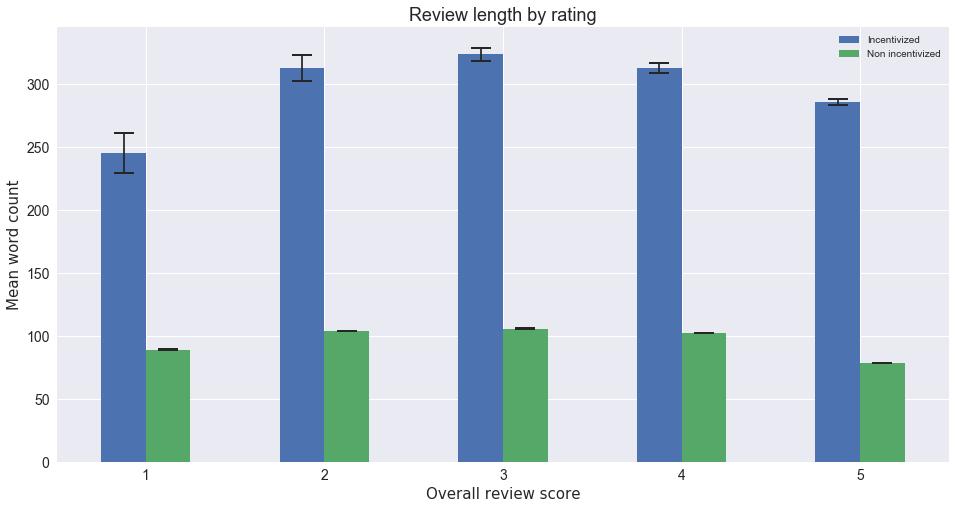 Review length by rating
Incentivized
Non incentivized
Mean word count
300
250
200
150
100
50
0
1 2 3 4 5
Overall review score